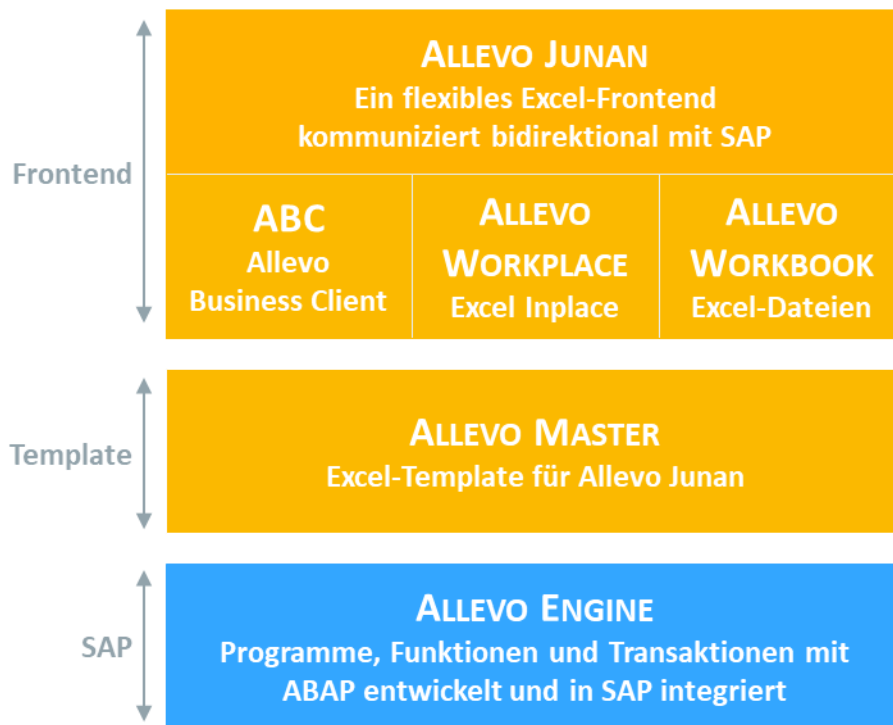 ALLEVO JUNAN
Ein flexibles Excel-Frontend
kommuniziert bidirektional mit SAP
Frontend
ABC
Allevo
Business Client
ALLEVO
WORKPLACE
Excel Inplace
ALLEVO
WORKBOOK
Excel-Dateien
Template
ALLEVO MASTER
Excel-Template für Allevo Junan
SAP
ALLEVO ENGINE
Programme, Funktionen und Transaktionen mit
ABAP entwickelt und in SAP integriert